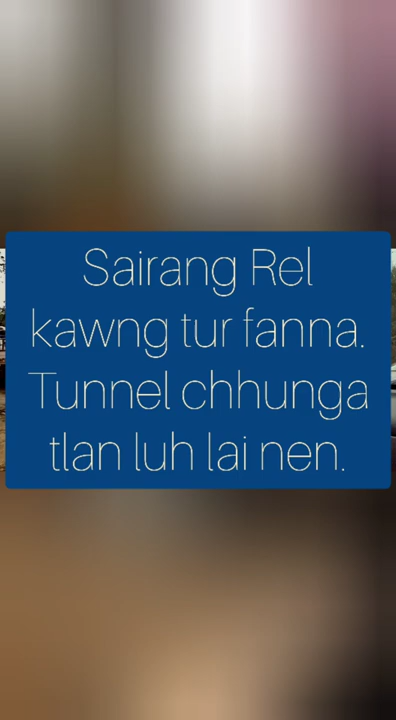 Sairang Rel
kawng tur fanna.
Tunnel chhunga
tlan luh lai nen.